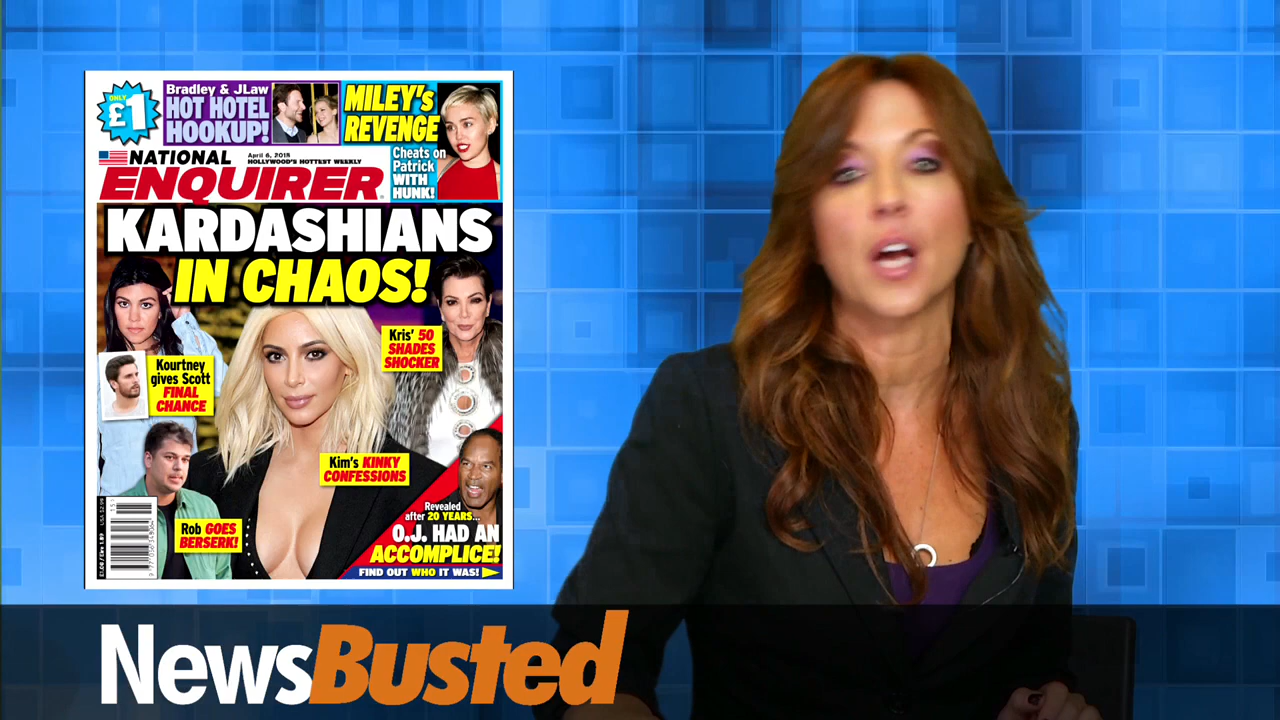 ONLY
£1
Bradley & JLaw
HOT HOTEL
HOOKUP!
MILEY's
REVENGE
Cheats on
Patrick
WITH
HUNK!
NATIONAL
April 6, 2015
HOLLYWOOD'S HOTTEST WEEKLY
ENQUIRER
KARDASHIANS
IN CHAOS!
Kris' 50
SHADES
SHOCKER
Kourtney
gives Scott
FINAL
CHANCE
Kim's KINKY
CONFESSIONS
Rob GOES
BERSERK!
Revealed
after 20 YEARS...
O.J. HAD AN
ACCOMPLICE!
FIND OUT WHO IT WAS!
NewsBusted